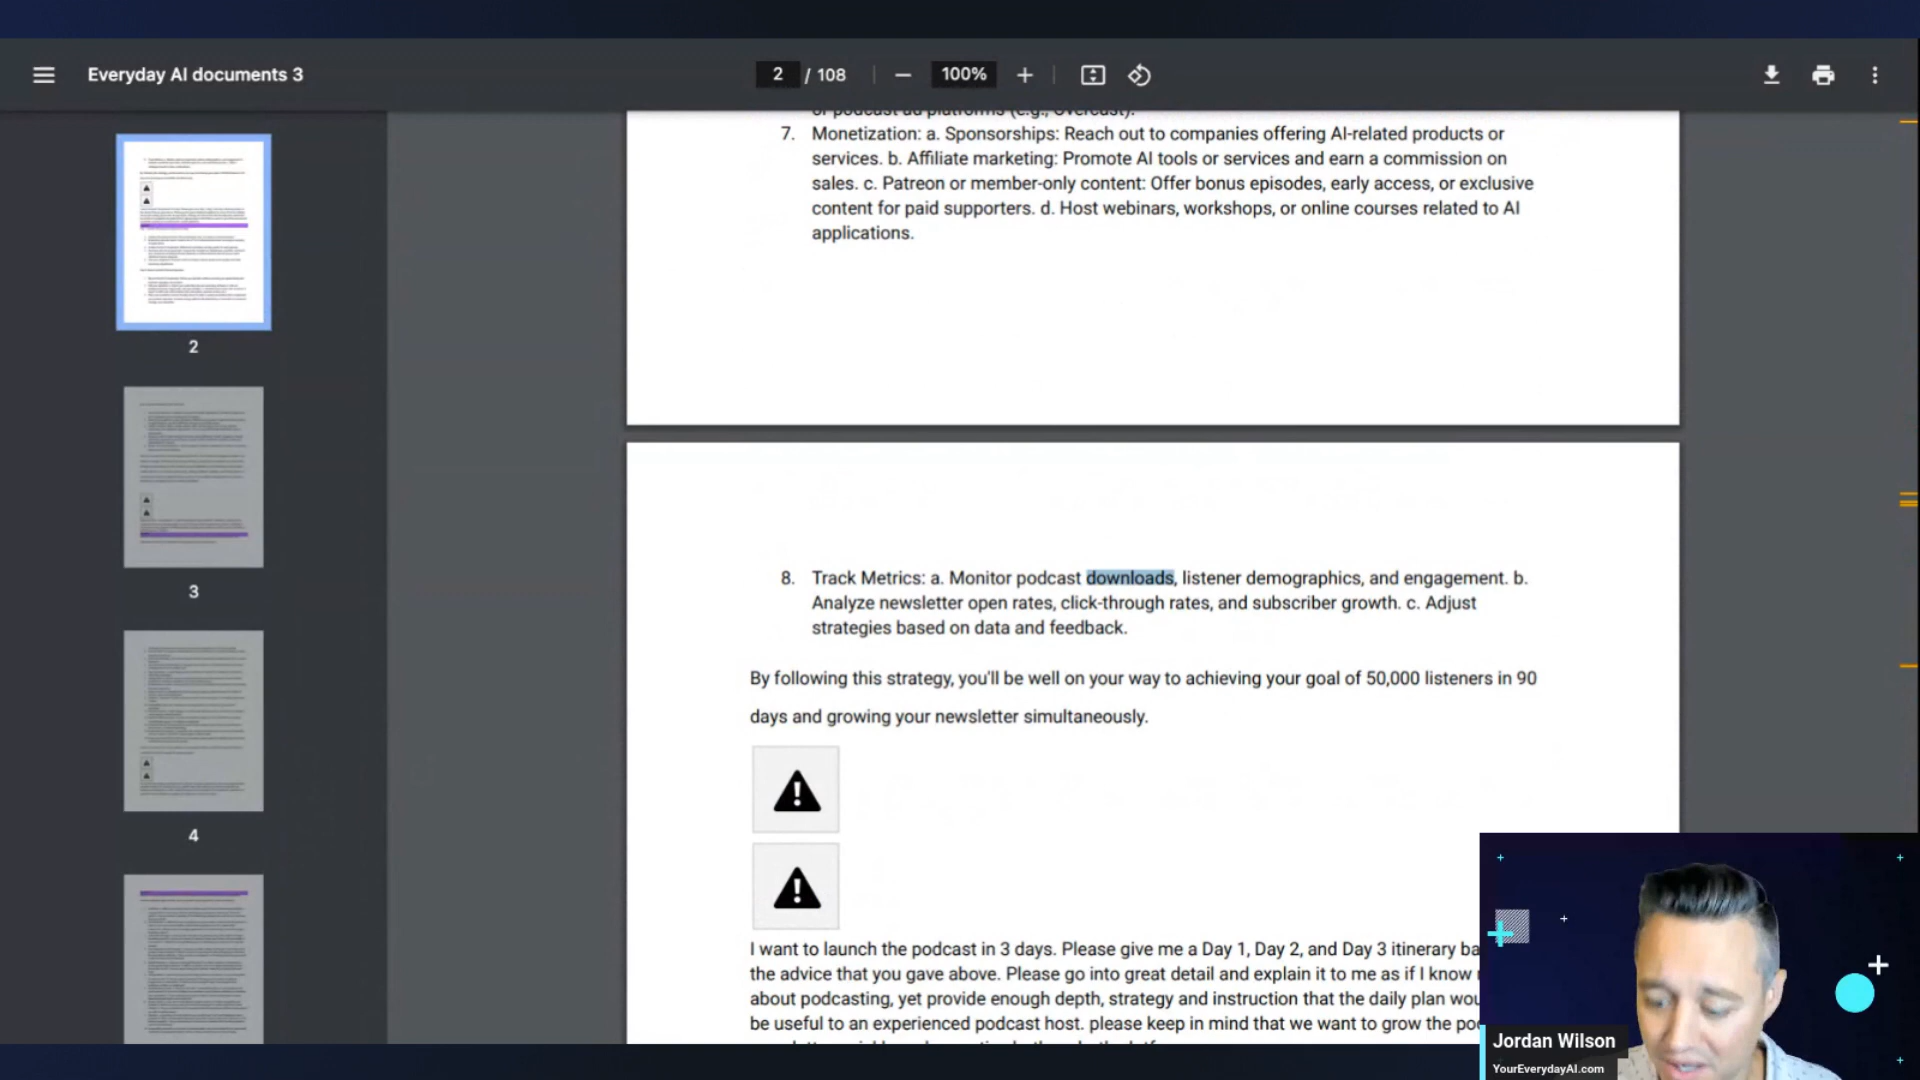 Everyday AI documents 3
2 / 108
100%
or podcast ad platforms (e.g., Overcast).
7. Monetization: a. Sponsorships: Reach out to companies offering AI-related products or
services. b. Affiliate marketing: Promote AI tools or services and earn a commission on
sales. c. Patreon or member-only content: Offer bonus episodes, early access, or exclusive
content for paid supporters. d. Host webinars, workshops, or online courses related to AI
applications.
2
3
4
8. Track Metrics: a. Monitor podcast downloads, listener demographics, and engagement. b.
Analyze newsletter open rates, click-through rates, and subscriber growth. c. Adjust
strategies based on data and feedback.
By following this strategy, you'll be well on your way to achieving your goal of 50,000 listeners in 90
days and growing your newsletter simultaneously.
I want to launch the podcast in 3 days. Please give me a Day 1, Day 2, and Day 3 itinerary ba
the advice that you gave above. Please go into great detail and explain it to me as if I know
about podcasting, yet provide enough depth, strategy and instruction that the daily plan wou
be useful to an experienced podcast host. please keep in mind that we want to grow the po
Jordan Wilson
YourEverydayAI.com